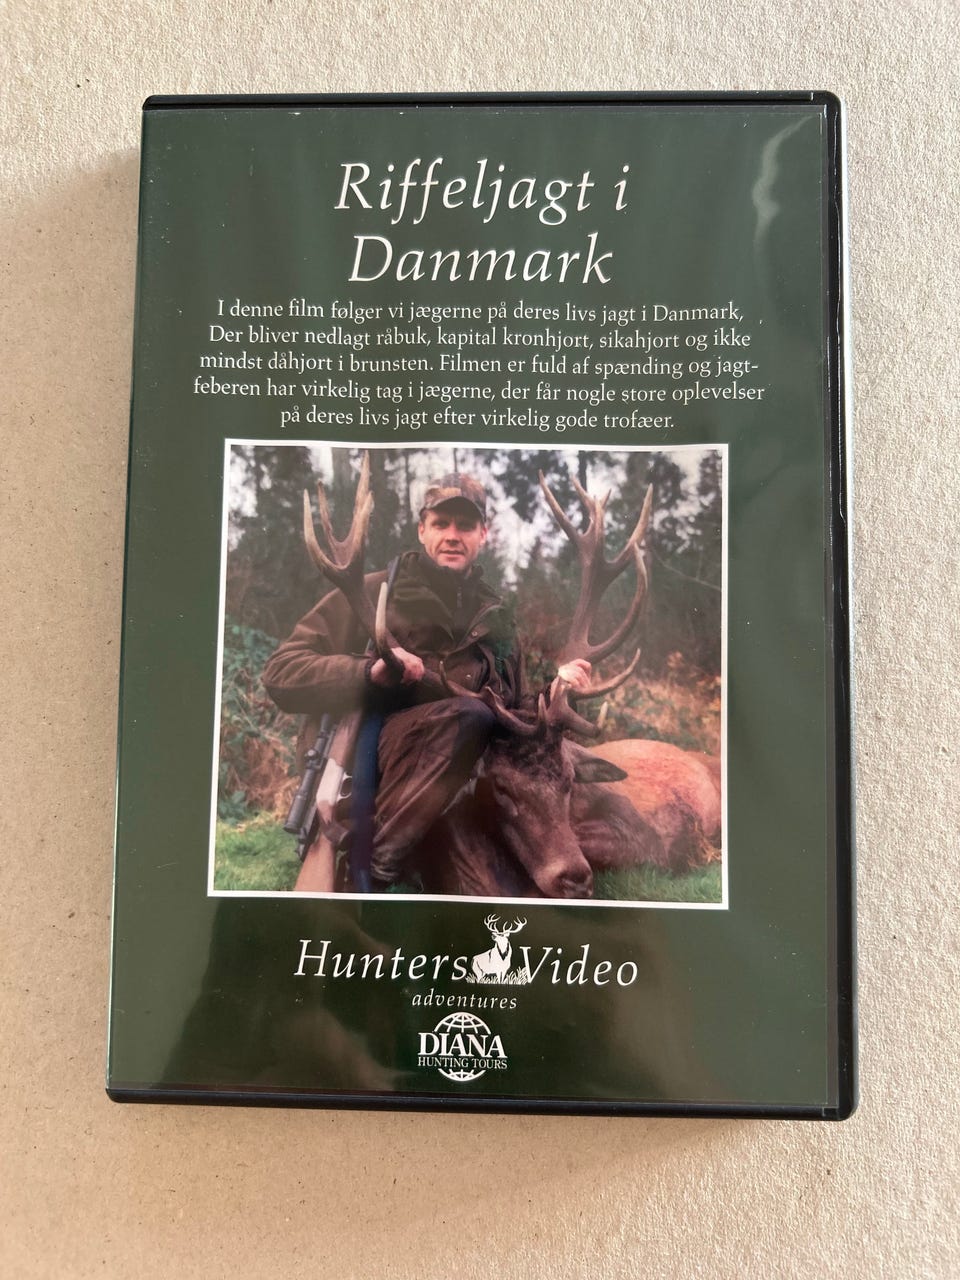 Riffeljagt i
Danmark
I denne film følger vi jægerne på deres livs jagt i Danmark,
Der bliver nedlagt råbuk, kapital kronhjort, sikahjort og ikke
mindst dåhjort i brunsten. Filmen er fuld af spænding og jagt-
feberen har virkelig tag i jægerne, der får nogle store oplevelser
på deres livs jagt efter virkelig gode trofæer.
Hunters Video
adventures
DIANA
HUNTING TOURS